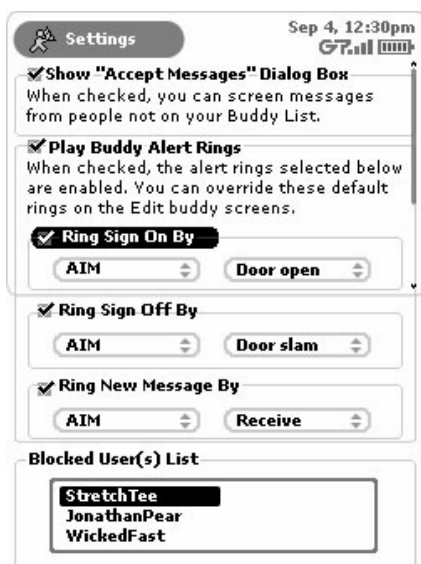 Settings
Sep 4, 12:30pm
G
Show "Accept Messages" Dialog Box
When checked, you can screen messages
from people not on your Buddy List.
Play Buddy Alert Rings
When checked, the alert rings selected below
are enabled. You can override these default
rings on the Edit buddy screens.
Ring Sign On By
AIM Door open
Ring Sign Off By
AIM Door slam
Ring New Message By
AIM Receive
Blocked User(s) List
StretchTee
JonathanPear
WickedFast